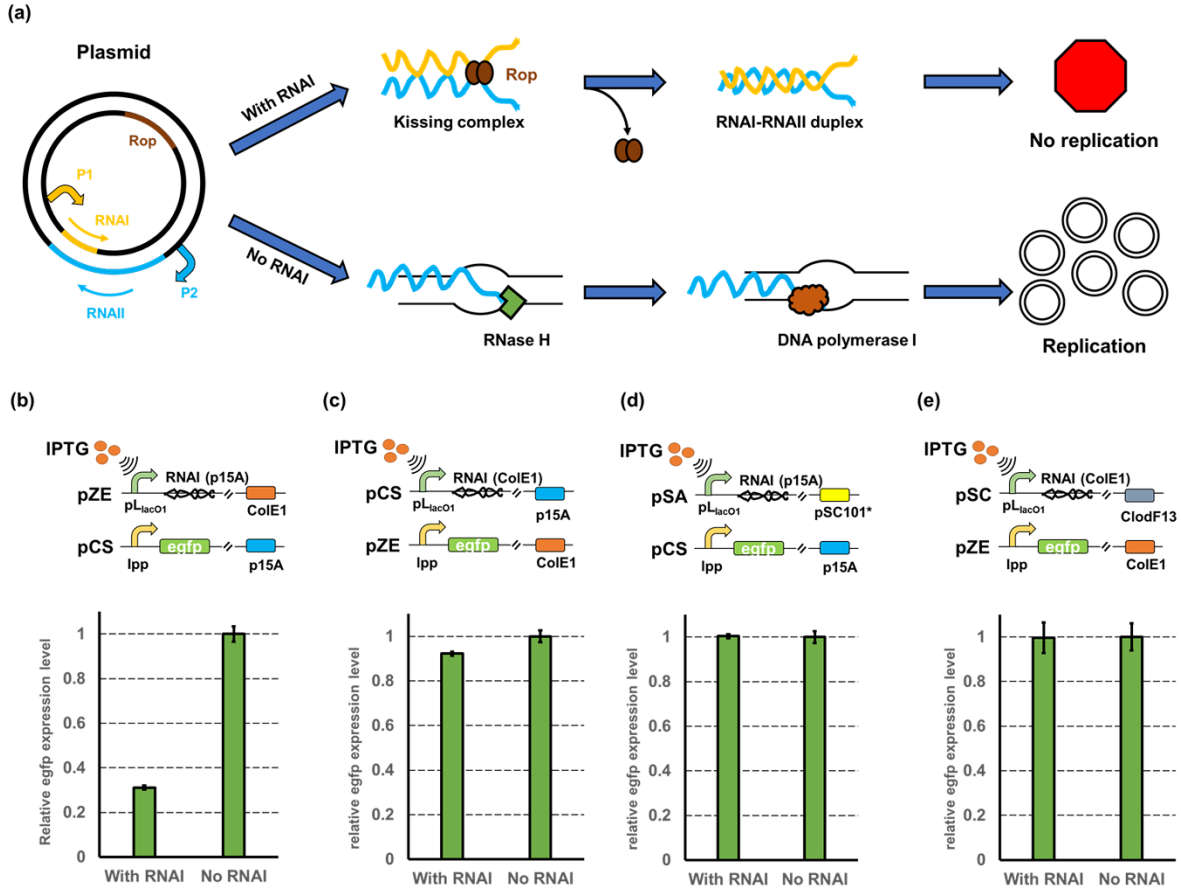 (a)
Plasmid
Rop
P1
RNAI
RNAII
P2
With RNAI
No RNAI
Rop
Kissing complex
RNAI-RNAII duplex
No replication
RNase H
DNA polymerase I
Replication
(b)
IPTG
RNAI (p15A)
pZE
pLlacO1
ColE1
pCS
egfp
lpp
p15A
Relative egfp expression level
1
0.8
0.6
0.4
0.2
0
With RNAI
No RNAI
(c)
IPTG
RNAI (ColE1)
pCS
pLlacO1
p15A
pZE
egfp
lpp
ColE1
relative egfp expression level
1
0.8
0.6
0.4
0.2
0
With RNAI
No RNAI
(d)
IPTG
RNAI (p15A)
pSA
pLlacO1
pSC101*
pCS
egfp
lpp
p15A
relative egfp expression level
1
0.8
0.6
0.4
0.2
0
With RNAI
No RNAI
(e)
IPTG
RNAI (ColE1)
pSC
pLlacO1
ClodF13
pZE
egfp
lpp
ColE1
relative egfp expression level
1
0.8
0.6
0.4
0.2
0
With RNAI
No RNAI